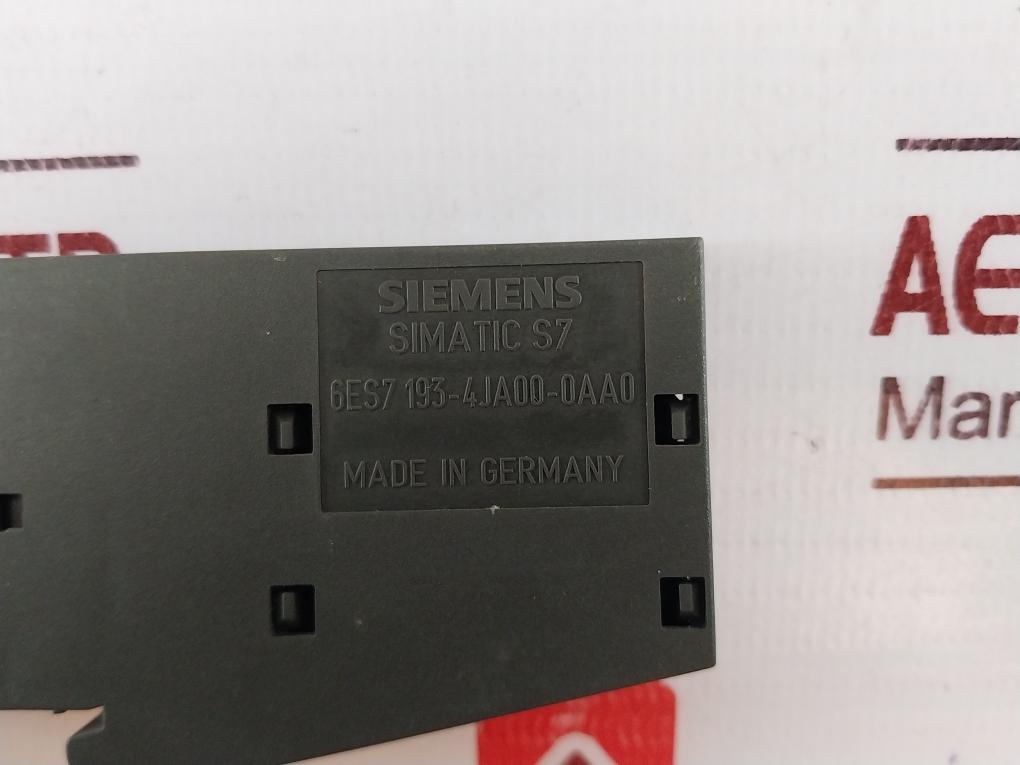 SIEMENS
SIMATIC S7
6ES7 193-4JA00-0AA0
MADE IN GERMANY
AE
Mar